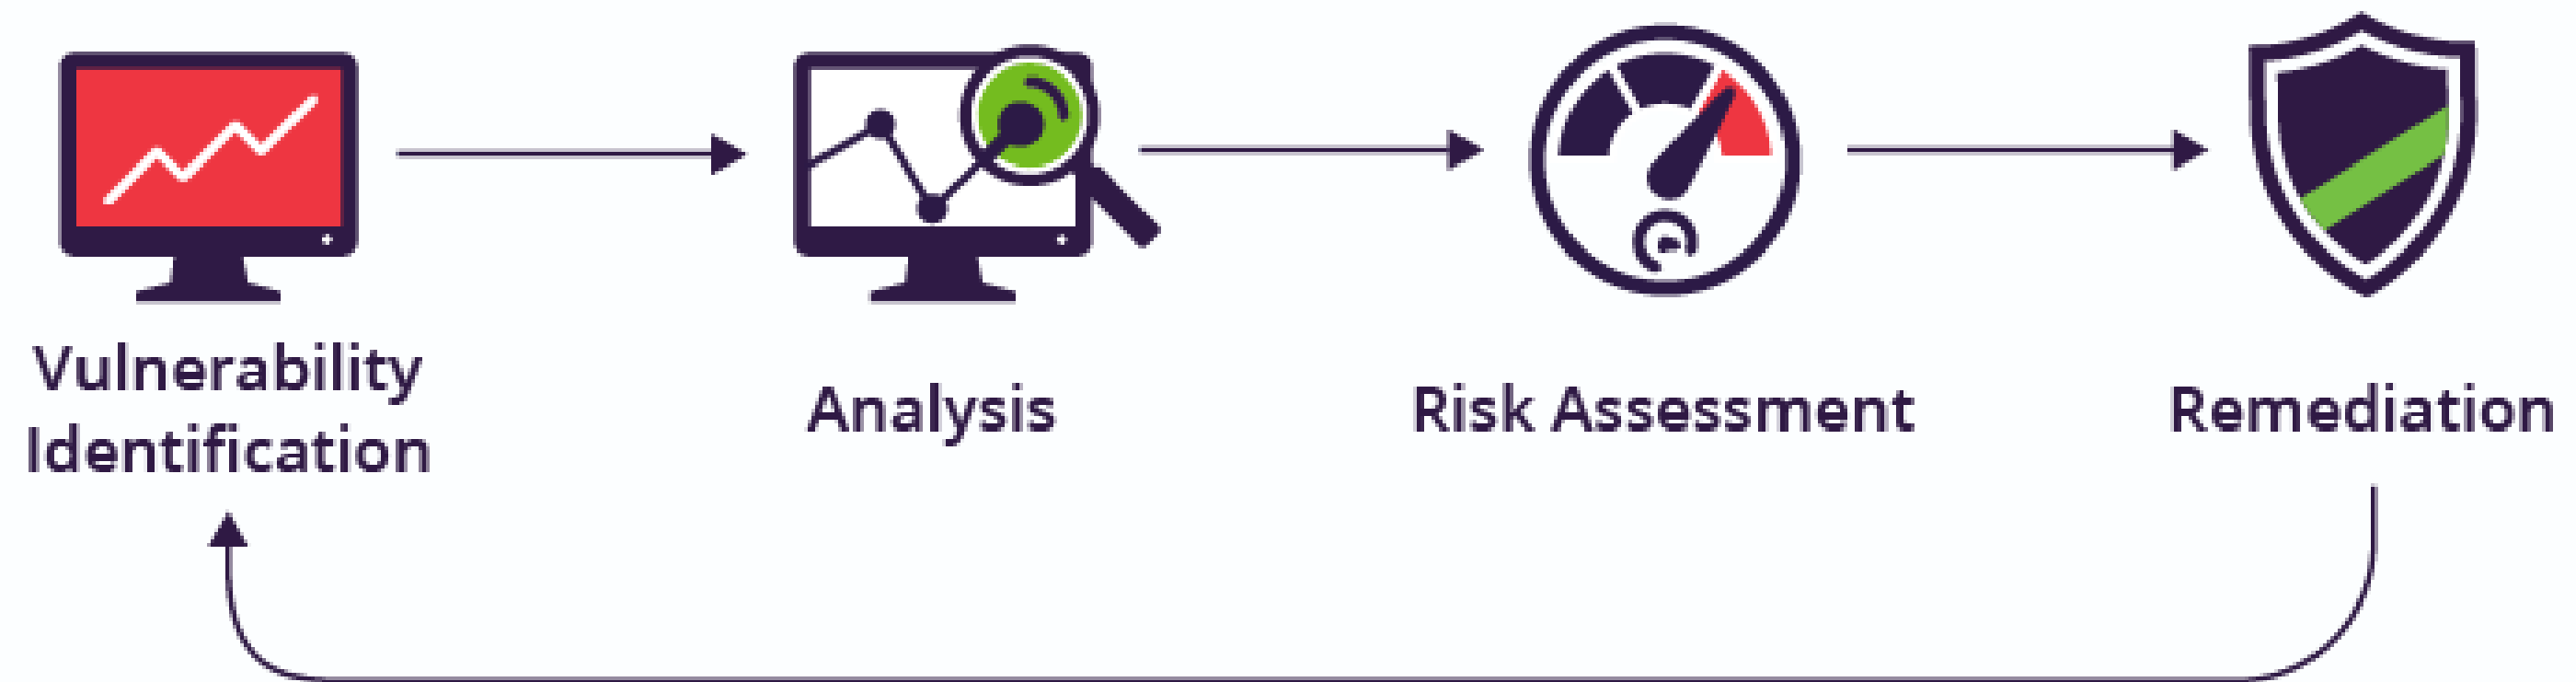 Vulnerability
Identification
Analysis
Risk Assessment
Remediation